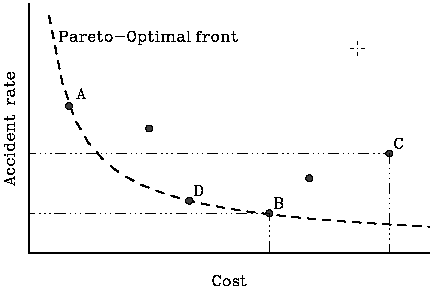 Pareto-Optimal front
A
C
D
B
Accident rate
Cost